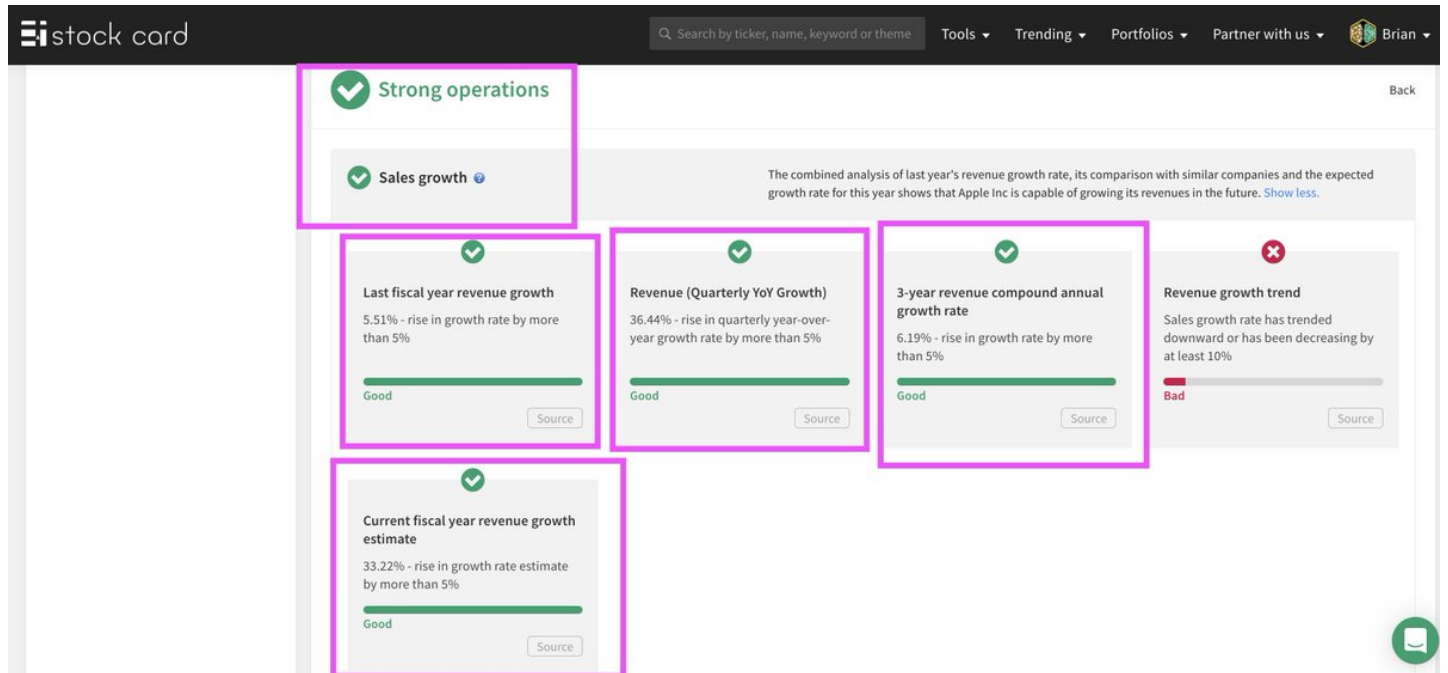 stock card
Search by ticker, name, keyword or theme
Tools
Trending
Portfolios
Partner with us
Brian
Strong operations
Back
Sales growth
The combined analysis of last year's revenue growth rate, its comparison with similar companies and the expected
growth rate for this year shows that Apple Inc is capable of growing its revenues in the future. Show less.
Last fiscal year revenue growth
5.51% - rise in growth rate by more
than 5%
Good
Source
Revenue (Quarterly YoY Growth)
36.44% - rise in quarterly year-over-
year growth rate by more than 5%
Good
Source
3-year revenue compound annual
growth rate
6.19% - rise in growth rate by more
than 5%
Good
Source
Revenue growth trend
Sales growth rate has trended
downward or has been decreasing by
at least 10%
Bad
Source
Current fiscal year revenue growth
estimate
33.22% - rise in growth rate estimate
by more than 5%
Good
Source